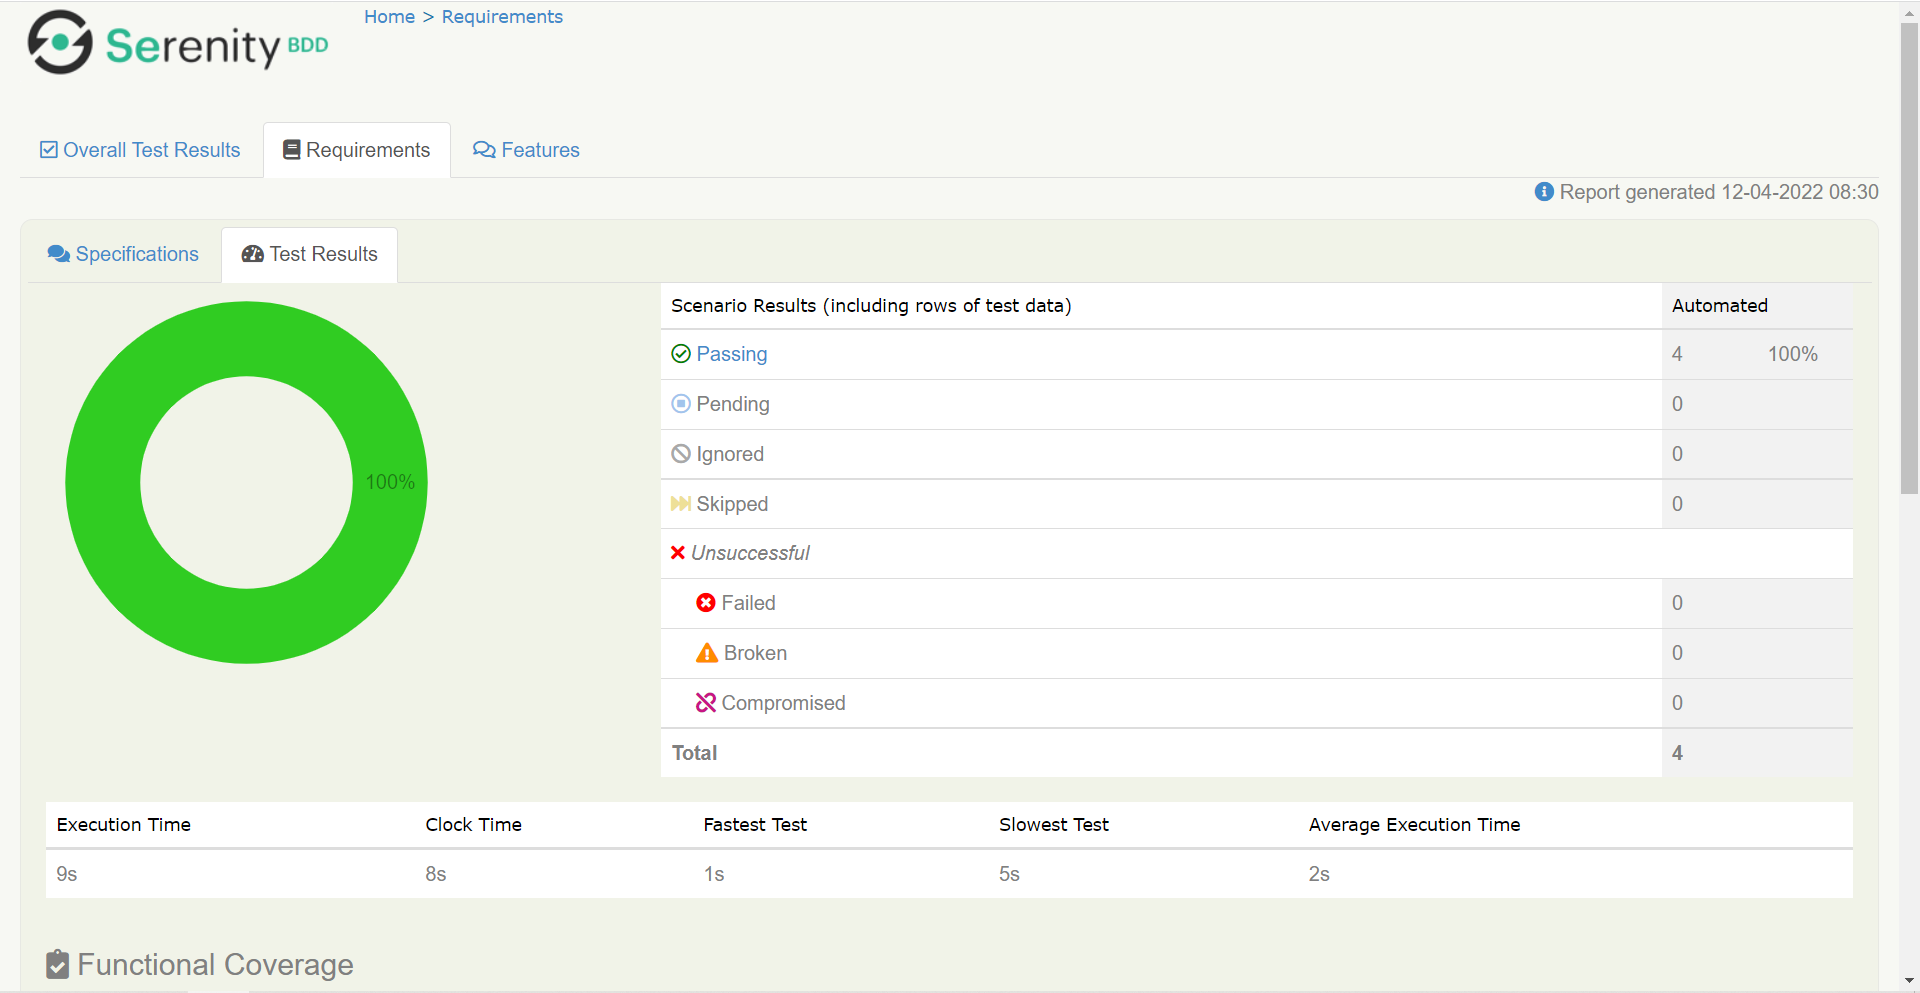 Home > Requirements
Serenity BDD
Overall Test Results
Requirements
Features
Report generated 12-04-2022 08:30
Specifications
Test Results
100%
Scenario Results (including rows of test data) Automated
Passing 4 100%
Pending 0
Ignored 0
Skipped 0
Unsuccessful
Failed 0
Broken 0
Compromised 0
Total 4
Execution Time Clock Time Fastest Test Slowest Test Average Execution Time
9s 8s 1s 5s 2s
Functional Coverage